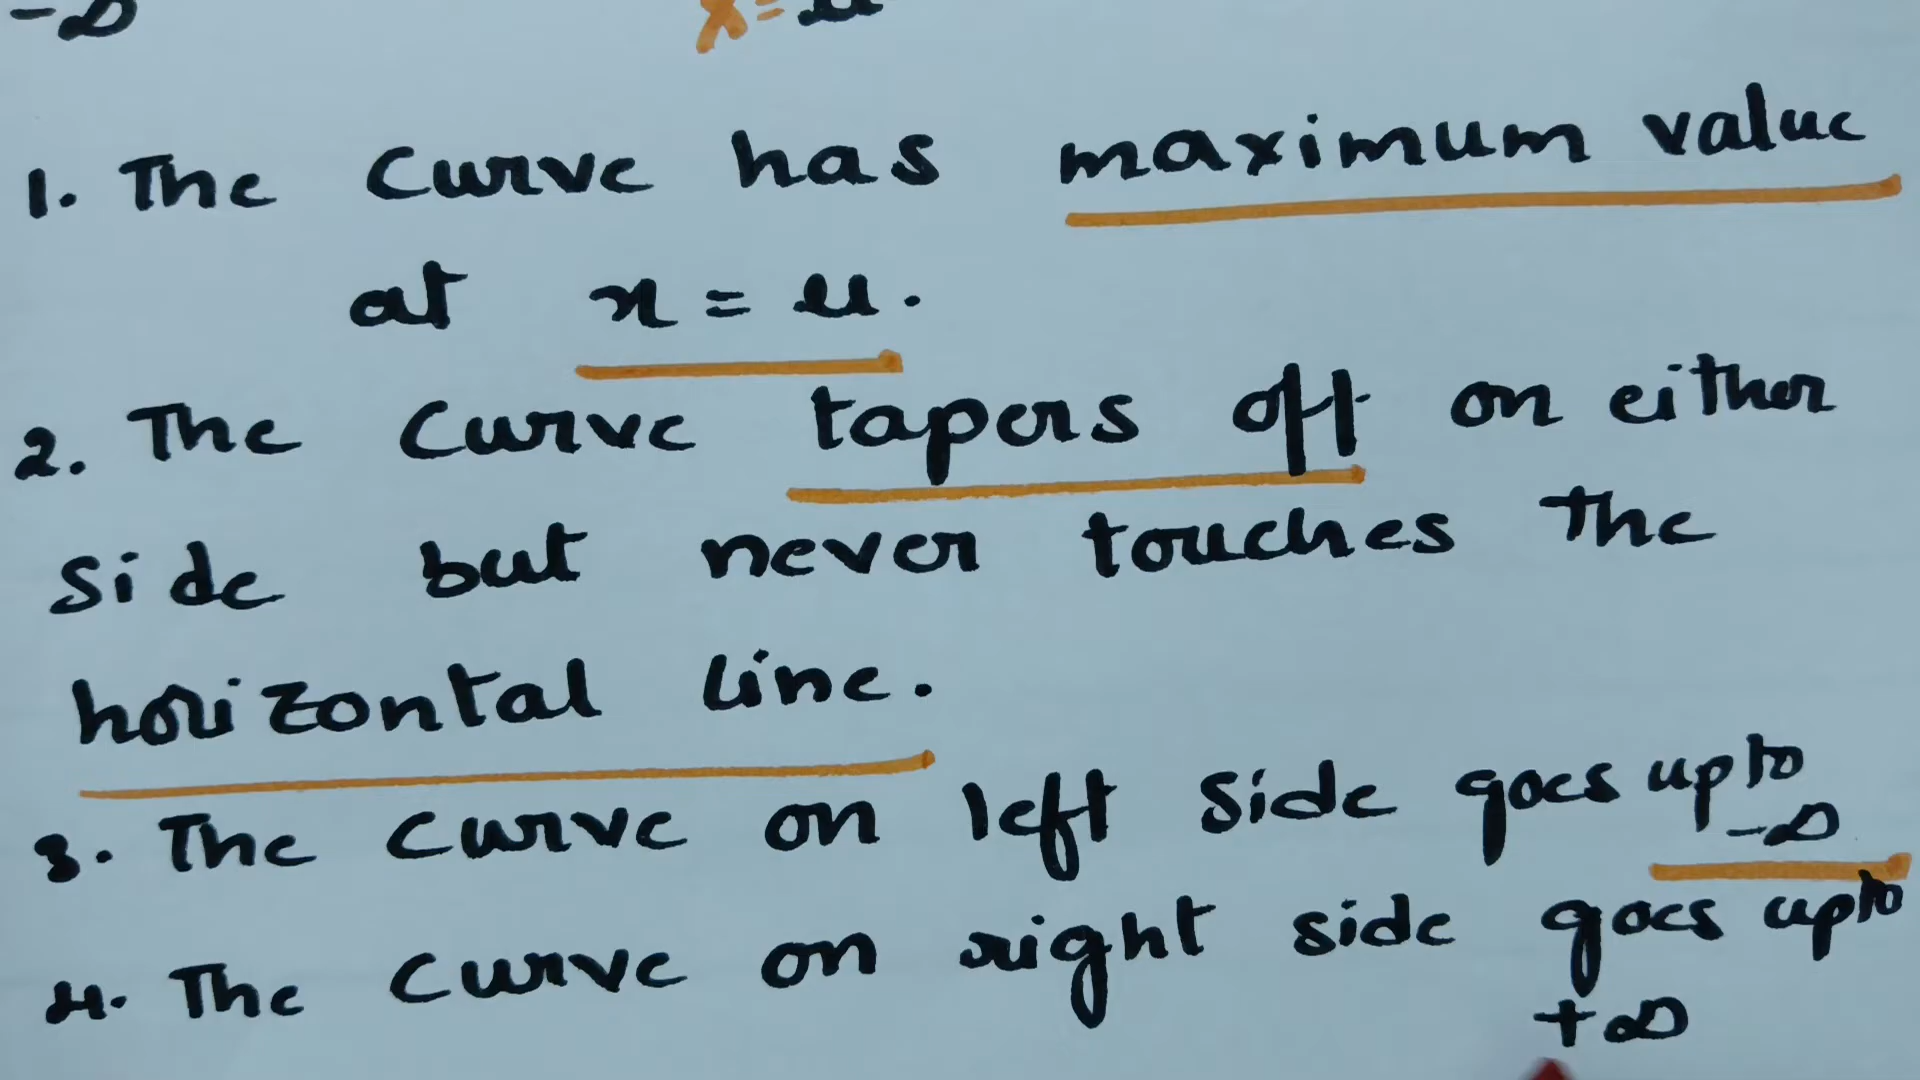 -∞ x=μ
1. The curve has maximum value
at x = μ.
2. The curve tapers off on either
side but never touches the
horizontal line.
3. The curve on left side goes upto
-∞
4. The curve on right side goes upto
+∞